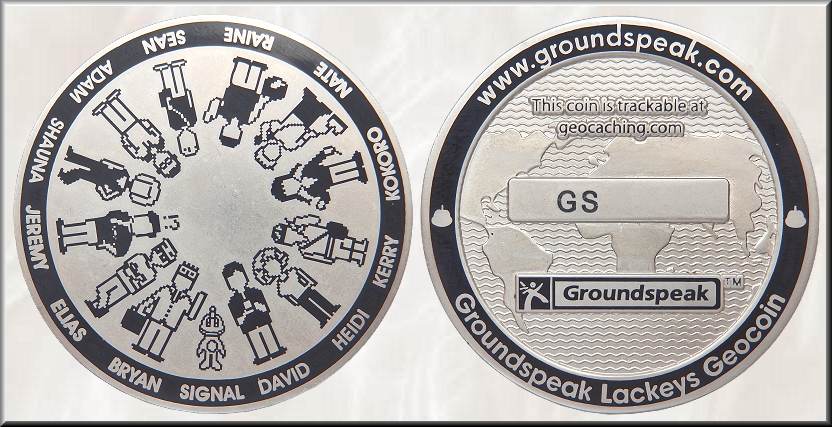 SIGNAL
BRYAN
ELIAS
JEREMY
SHAUNA
ADAM
SEAN
RAINE
NATE
KOKORO
KERRY
HEIDI
DAVID
www.groundspeak.com
This coin is trackable at
geocaching.com
GS
Groundspeak TM
Groundspeak Lackeys Geocoin